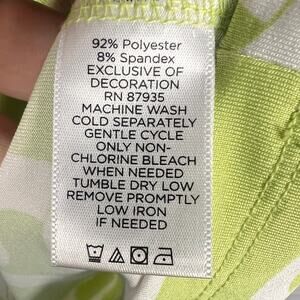 92% Polyester
8% Spandex
EXCLUSIVE OF
DECORATION
RN 87935
MACHINE WASH
COLD SEPARATELY
GENTLE CYCLE
ONLY NON-
CHLORINE BLEACH
WHEN NEEDED
TUMBLE DRY LOW
REMOVE PROMPTLY
LOW IRON
IF NEEDED